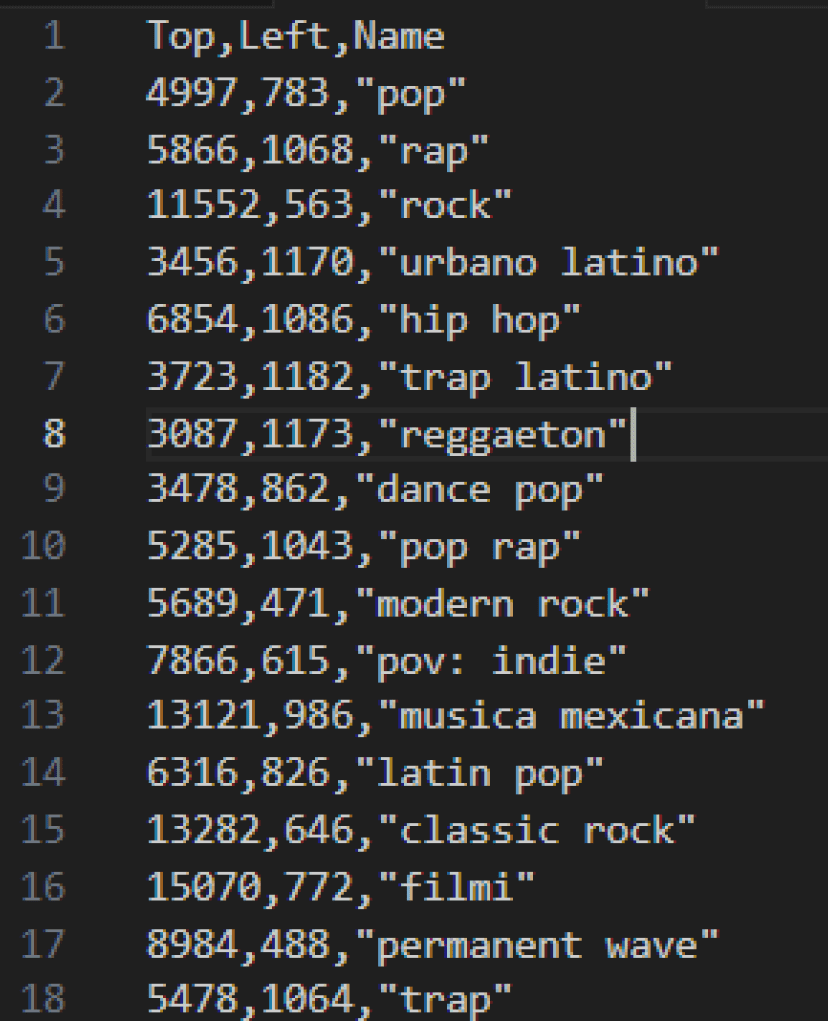 1 Top,Left,Name
2 4997,783,"pop"
3 5866,1068,"rap"
4 11552,563,"rock"
5 3456,1170,"urbano latino"
6 6854,1086,"hip hop"
7 3723,1182,"trap latino"
8 3087,1173,"reggaeton"
9 3478,862,"dance pop"
10 5285,1043,"pop rap"
11 5689,471,"modern rock"
12 7866,615,"pov: indie"
13 13121,986,"musica mexicana"
14 6316,826,"latin pop"
15 13282,646,"classic rock"
16 15070,772,"filmi"
17 8984,488,"permanent wave"
18 5478,1064,"trap"